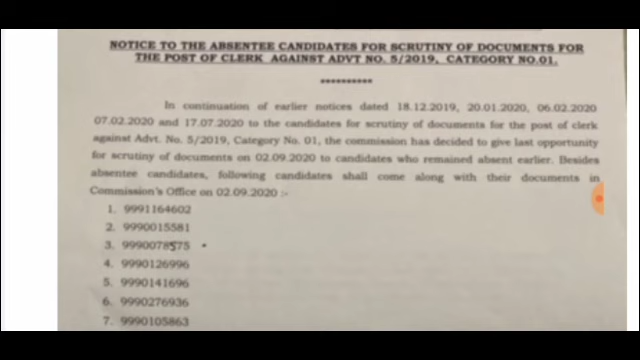 NOTICE TO THE ABSENTEE CANDIDATES FOR SCRUTINY OF DOCUMENTS FOR
THE POST OF CLERK AGAINST ADVT NO. 5/2019, CATEGORY NO.01.
**********
In continuation of earlier notices dated 18.12.2019, 20.01.2020, 06.02.2020
07.02.2020 and 17.07.2020 to the candidates for scrutiny of documents for the post of clerk
against Advt. No. 5/2019, Category No. 01, the commission has decided to give last opportunity
for scrutiny of documents on 02.09.2020 to candidates who remained absent earlier. Besides
absentee candidates, following candidates shall come along with their documents in
Commission's Office on 02.09.2020 :-
1. 9991164602
2. 9990015581
3. 9990078575
4. 9990126996
5. 9990141696
6. 9990276936
7. 9990105863